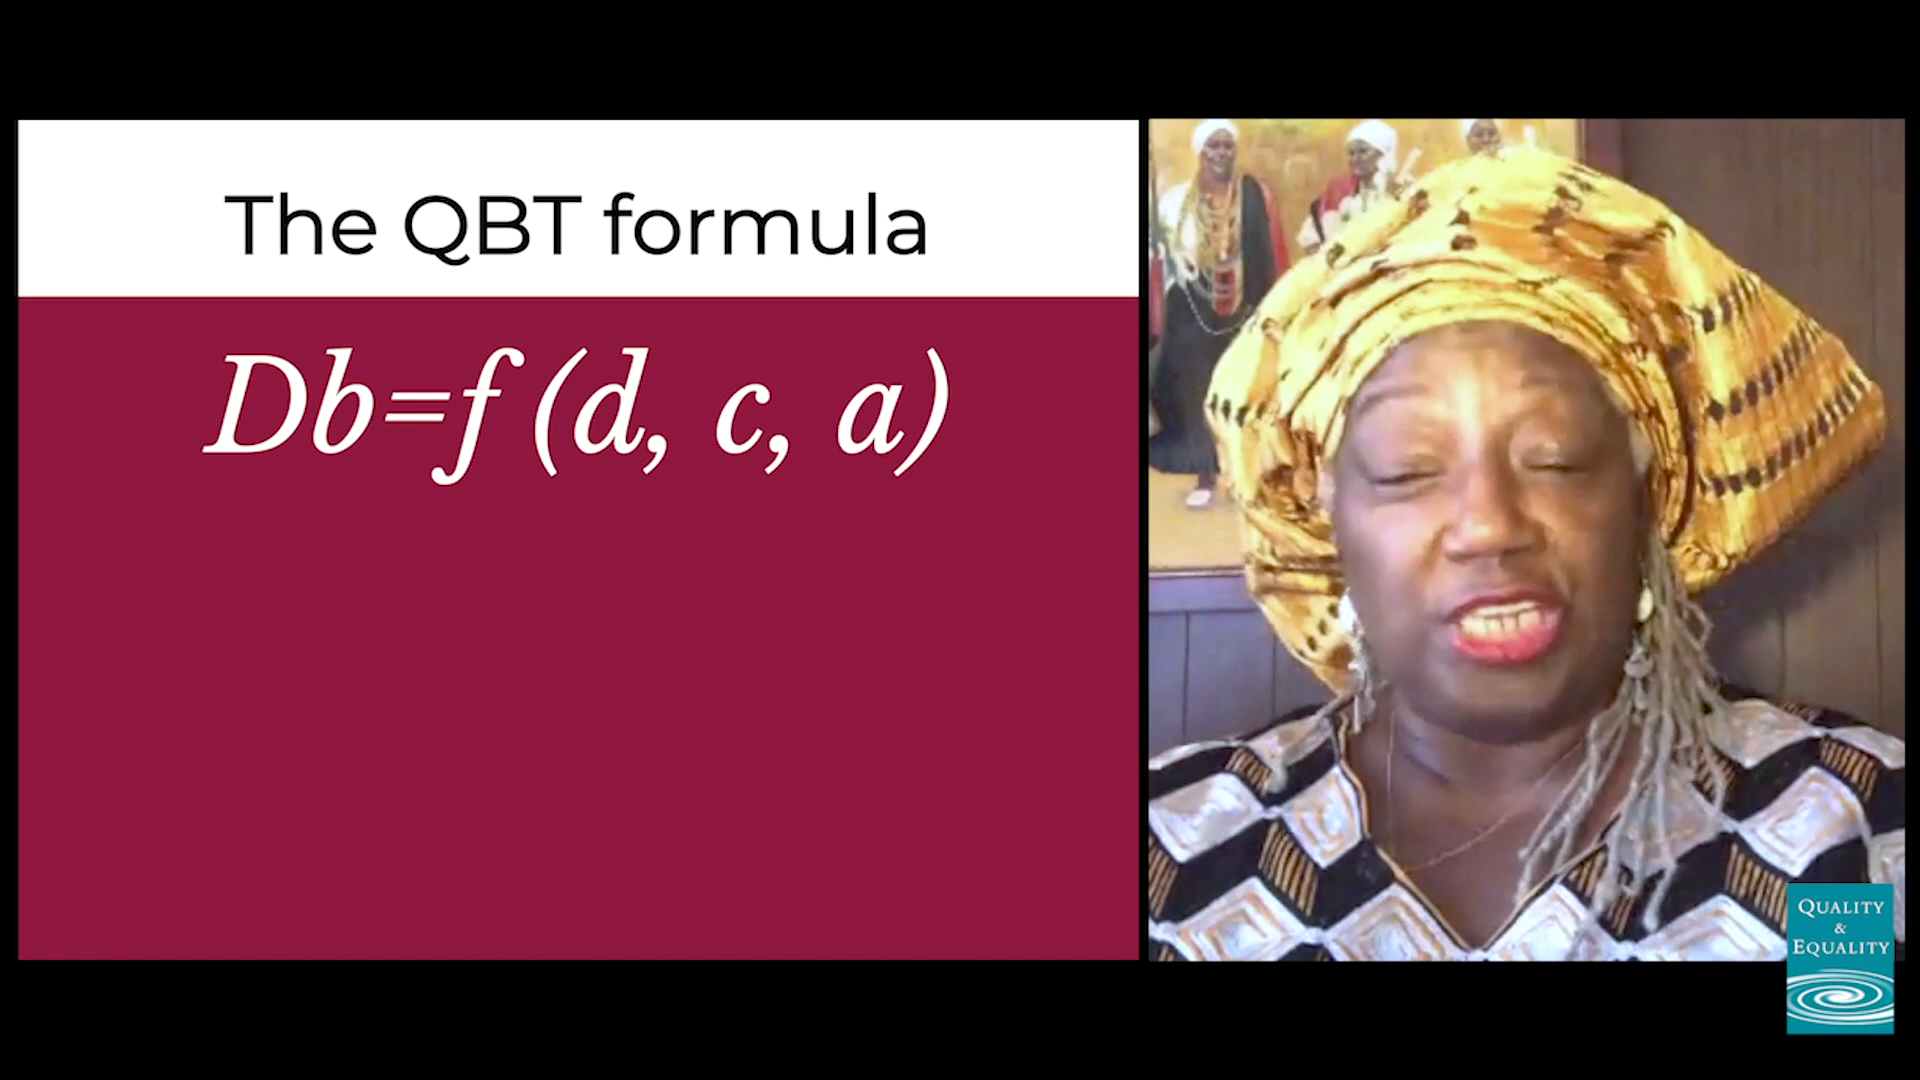 The QBT formula
Db=f (d, c, a)
QUALITY
&
EQUALITY